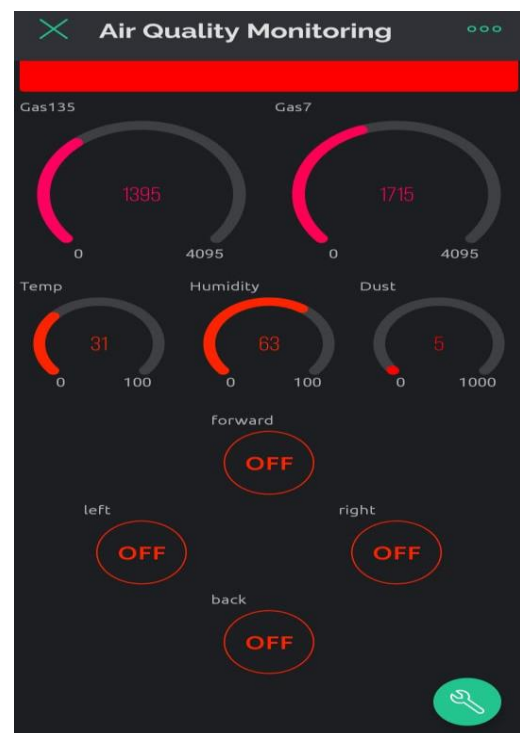 Air Quality Monitoring
Gas135 Gas7
1395 1715
0 4095 0 4095
Temp Humidity Dust
31 63 5
0 100 0 100 0 1000
forward
OFF
left right
OFF OFF
back
OFF